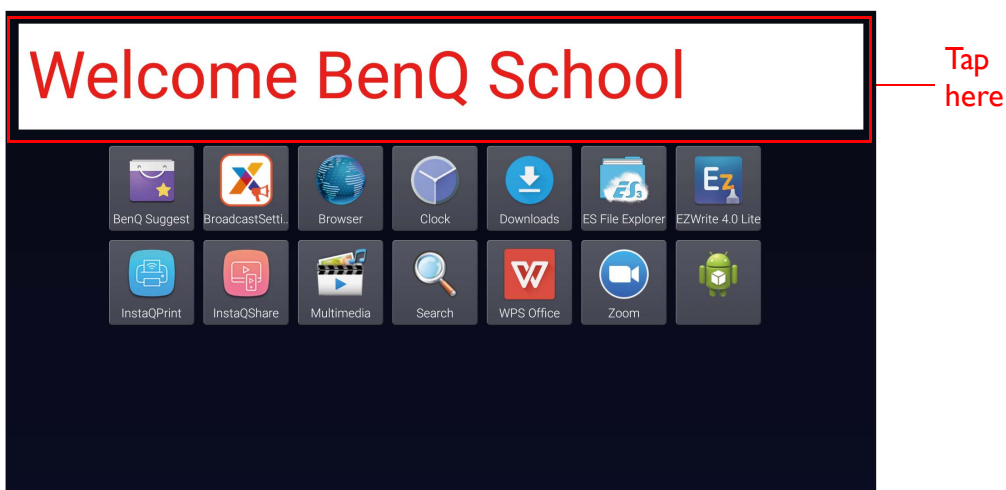 Welcome BenQ School
Tap
here
BenQ Suggest
BroadcastSetti..
Browser
Clock
Downloads
ES File Explorer
EZWrite 4.0 Lite
InstaQPrint
InstaQShare
Multimedia
Search
WPS Office
Zoom